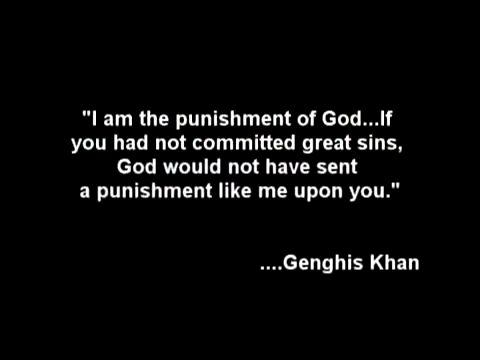 "I am the punishment of God...If
you had not committed great sins,
God would not have sent
a punishment like me upon you."
....Genghis Khan